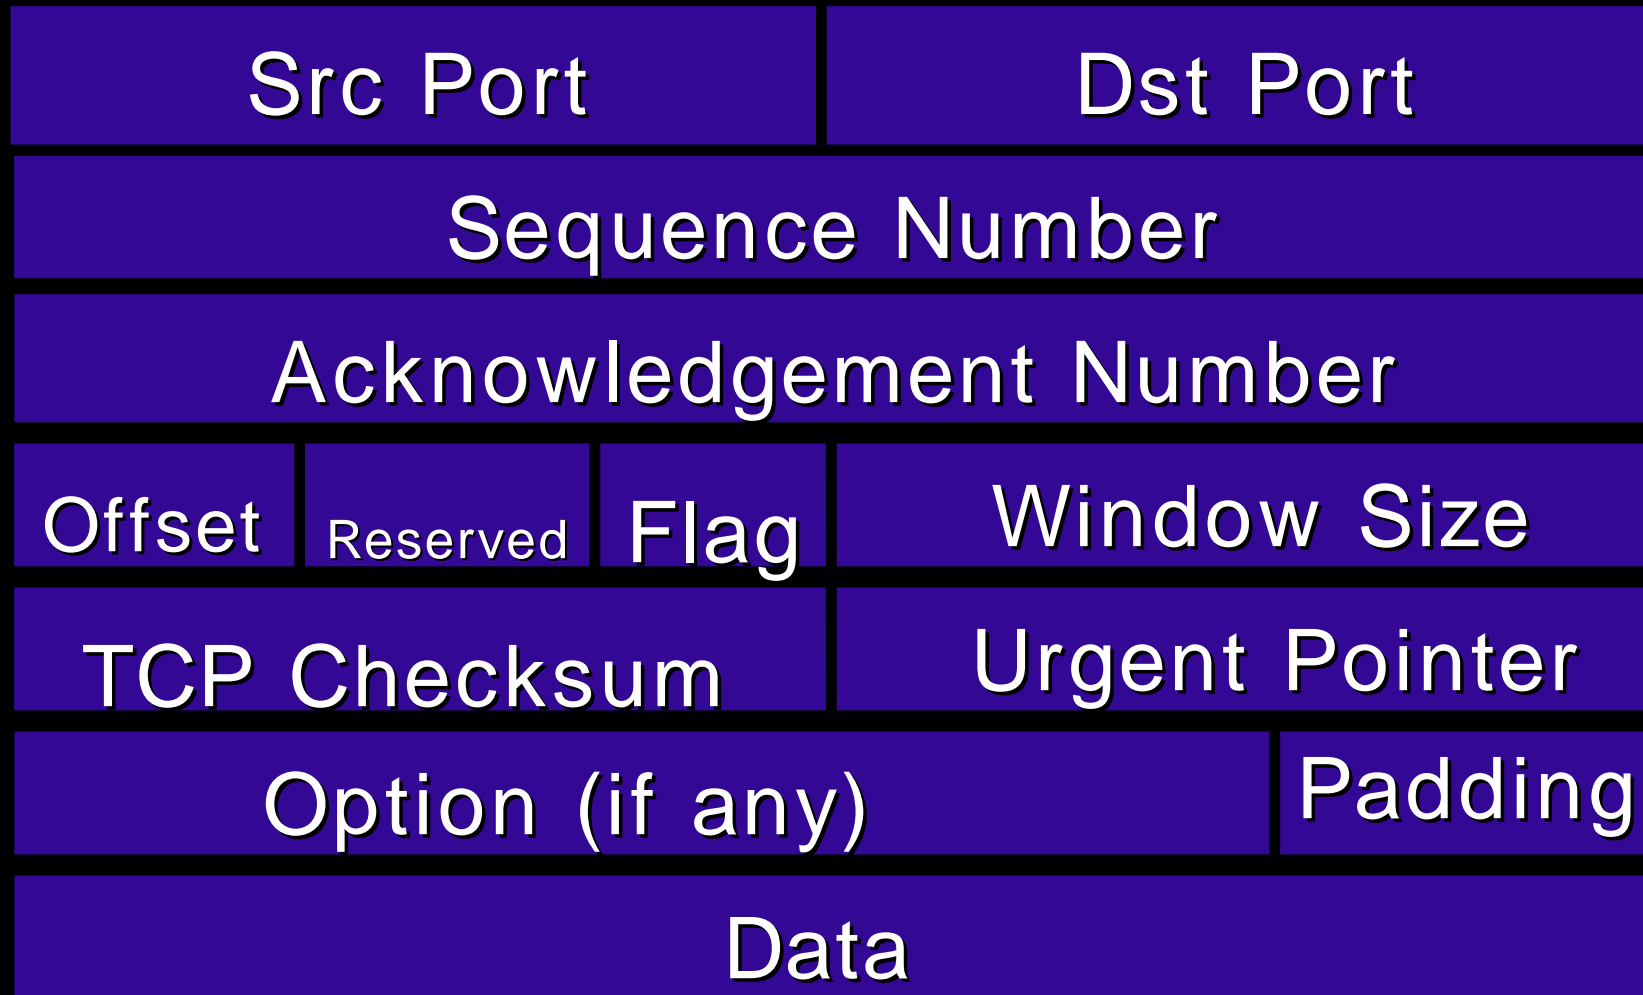 Src Port Dst Port
Sequence Number
Acknowledgement Number
Offset Reserved Flag Window Size
TCP Checksum Urgent Pointer
Option (if any) Padding
Data